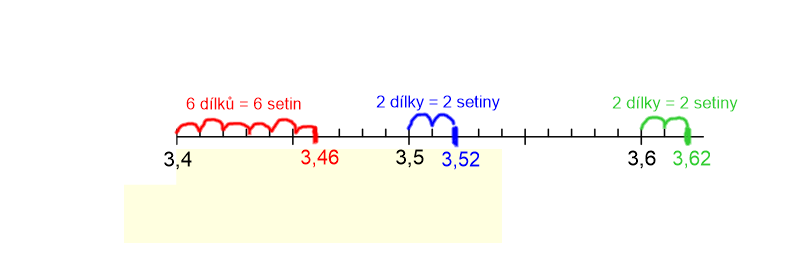 6 dílků = 6 setin 2 dílky = 2 setiny 2 dílky = 2 setiny
3,4 3,46 3,5 3,52 3,6 3,62